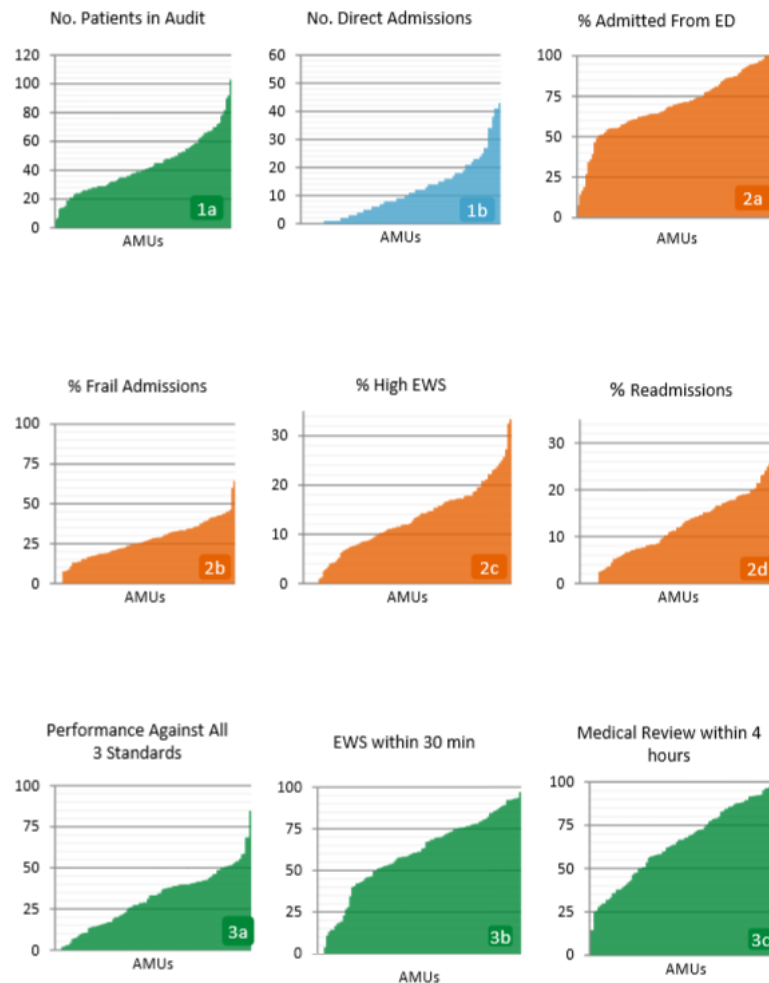 No. Patients in Audit
120
100
80
60
40
20
0
1a
AMUs
No. Direct Admissions
60
50
40
30
20
10
0
1b
AMUs
% Admitted From ED
100
75
50
25
0
2a
AMUs
% Frail Admissions
100
75
50
25
0
2b
AMUs
% High EWS
30
20
10
0
2c
AMUs
% Readmissions
30
20
10
0
2d
AMUs
Performance Against All
3 Standards
100
75
50
25
0
3a
AMUs
EWS within 30 min
100
75
50
25
0
3b
AMUs
Medical Review within 4
hours
100
75
50
25
0
3c
AMUs